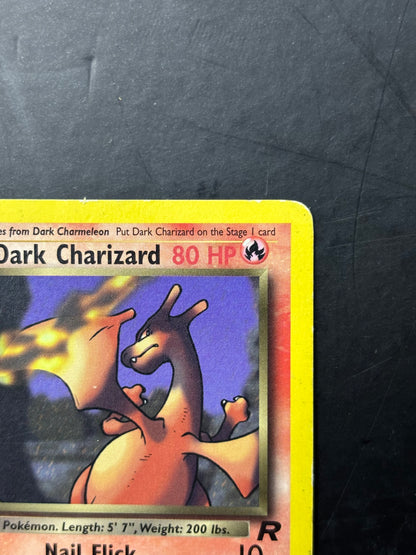 es from Dark Charmeleon Put Dark Charizard on the Stage 1 card
Dark Charizard 80 HP
Pokémon. Length: 5' 7", Weight: 200 lbs.
R
Nail Flick 10